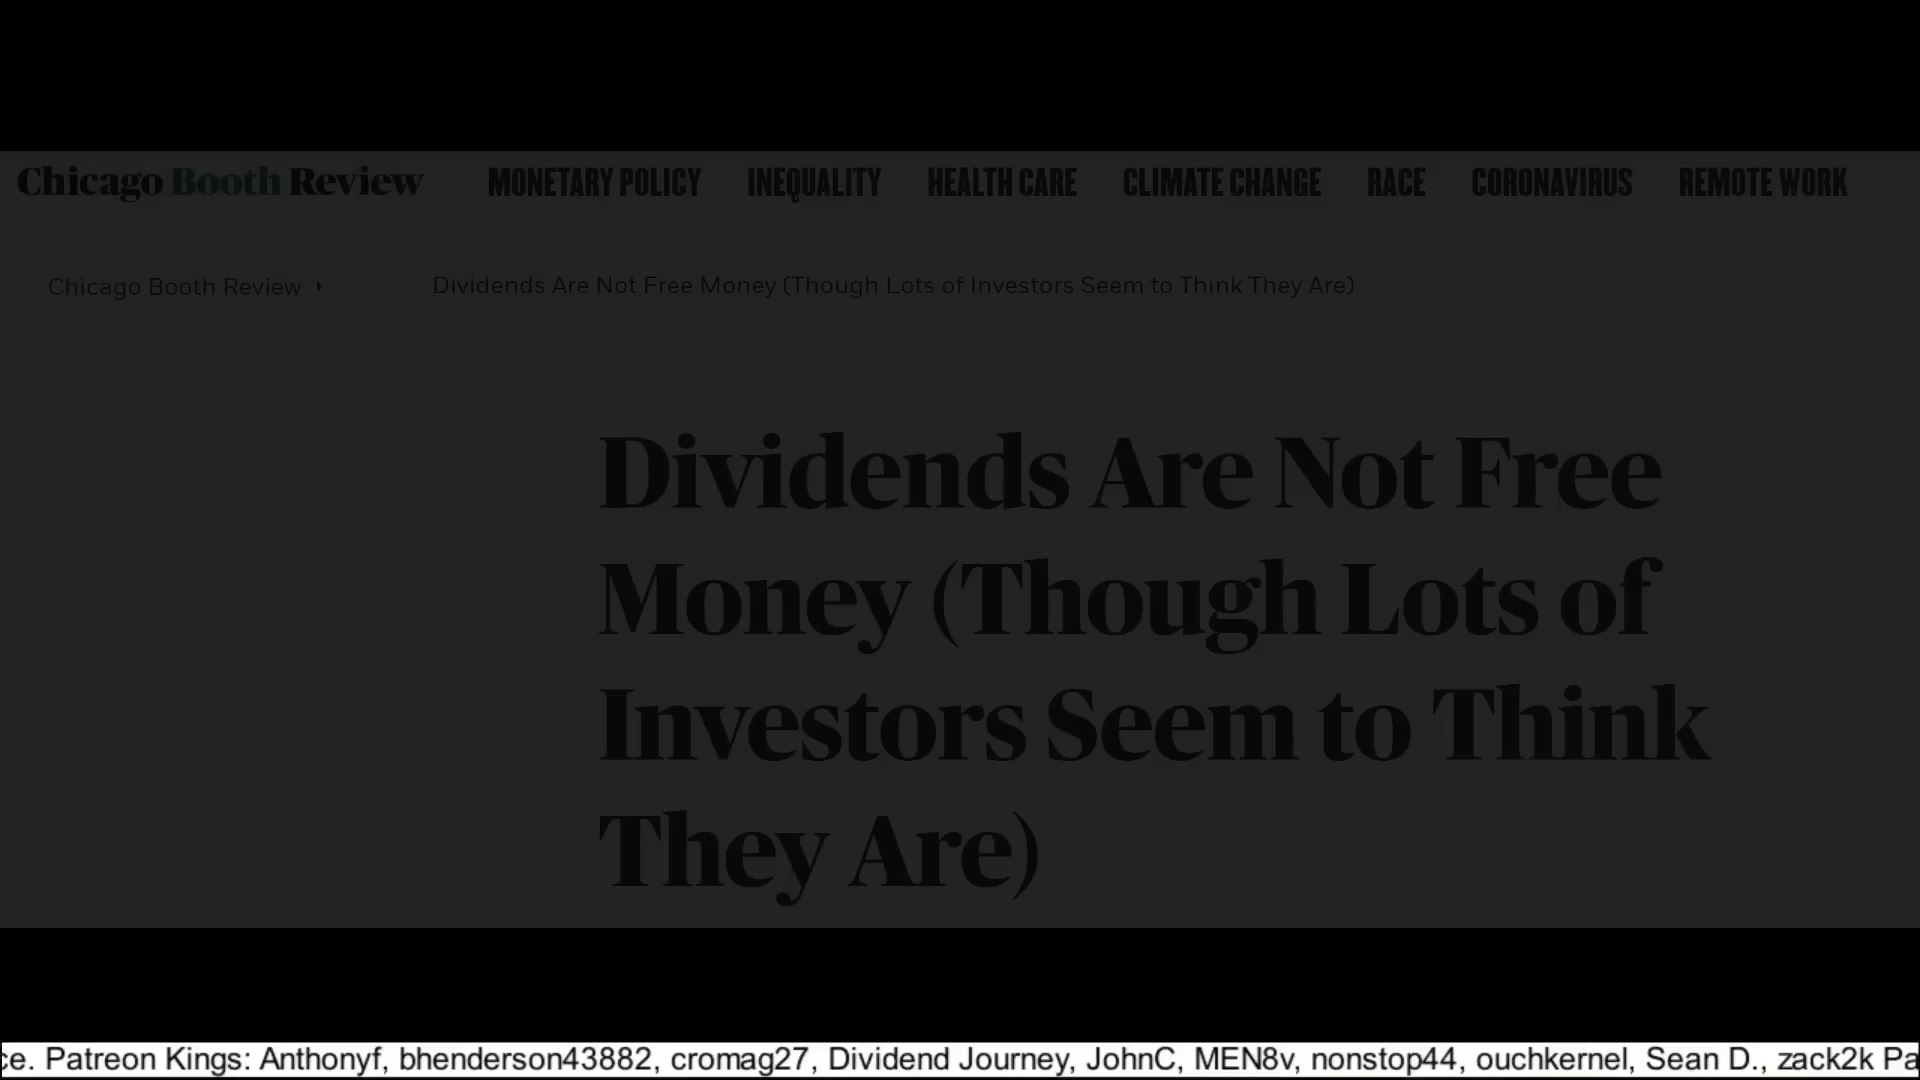 Chicago Booth Review MONETARY POLICY INEQUALITY HEALTH CARE CLIMATE CHANGE RACE CORONAVIRUS REMOTE WORK
Chicago Booth Review Dividends Are Not Free Money (Though Lots of Investors Seem to Think They Are)
Dividends Are Not Free
Money (Though Lots of
Investors Seem to Think
They Are)
ce. Patreon Kings: Anthonyf, bhenderson43882, cromag27, Dividend Journey, JohnC, MEN8v, nonstop44, ouchkernel, Sean D., zack2k Pa